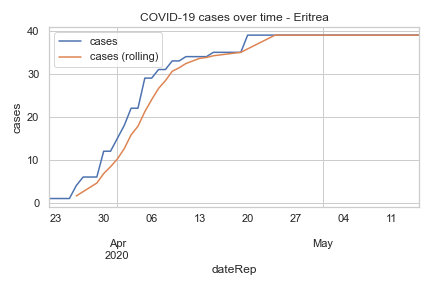 COVID-19 cases over time - Eritrea
cases
cases (rolling)
40
30
20
10
0
cases
23 30 06 13 20 27 04 11
Apr May
2020
dateRep